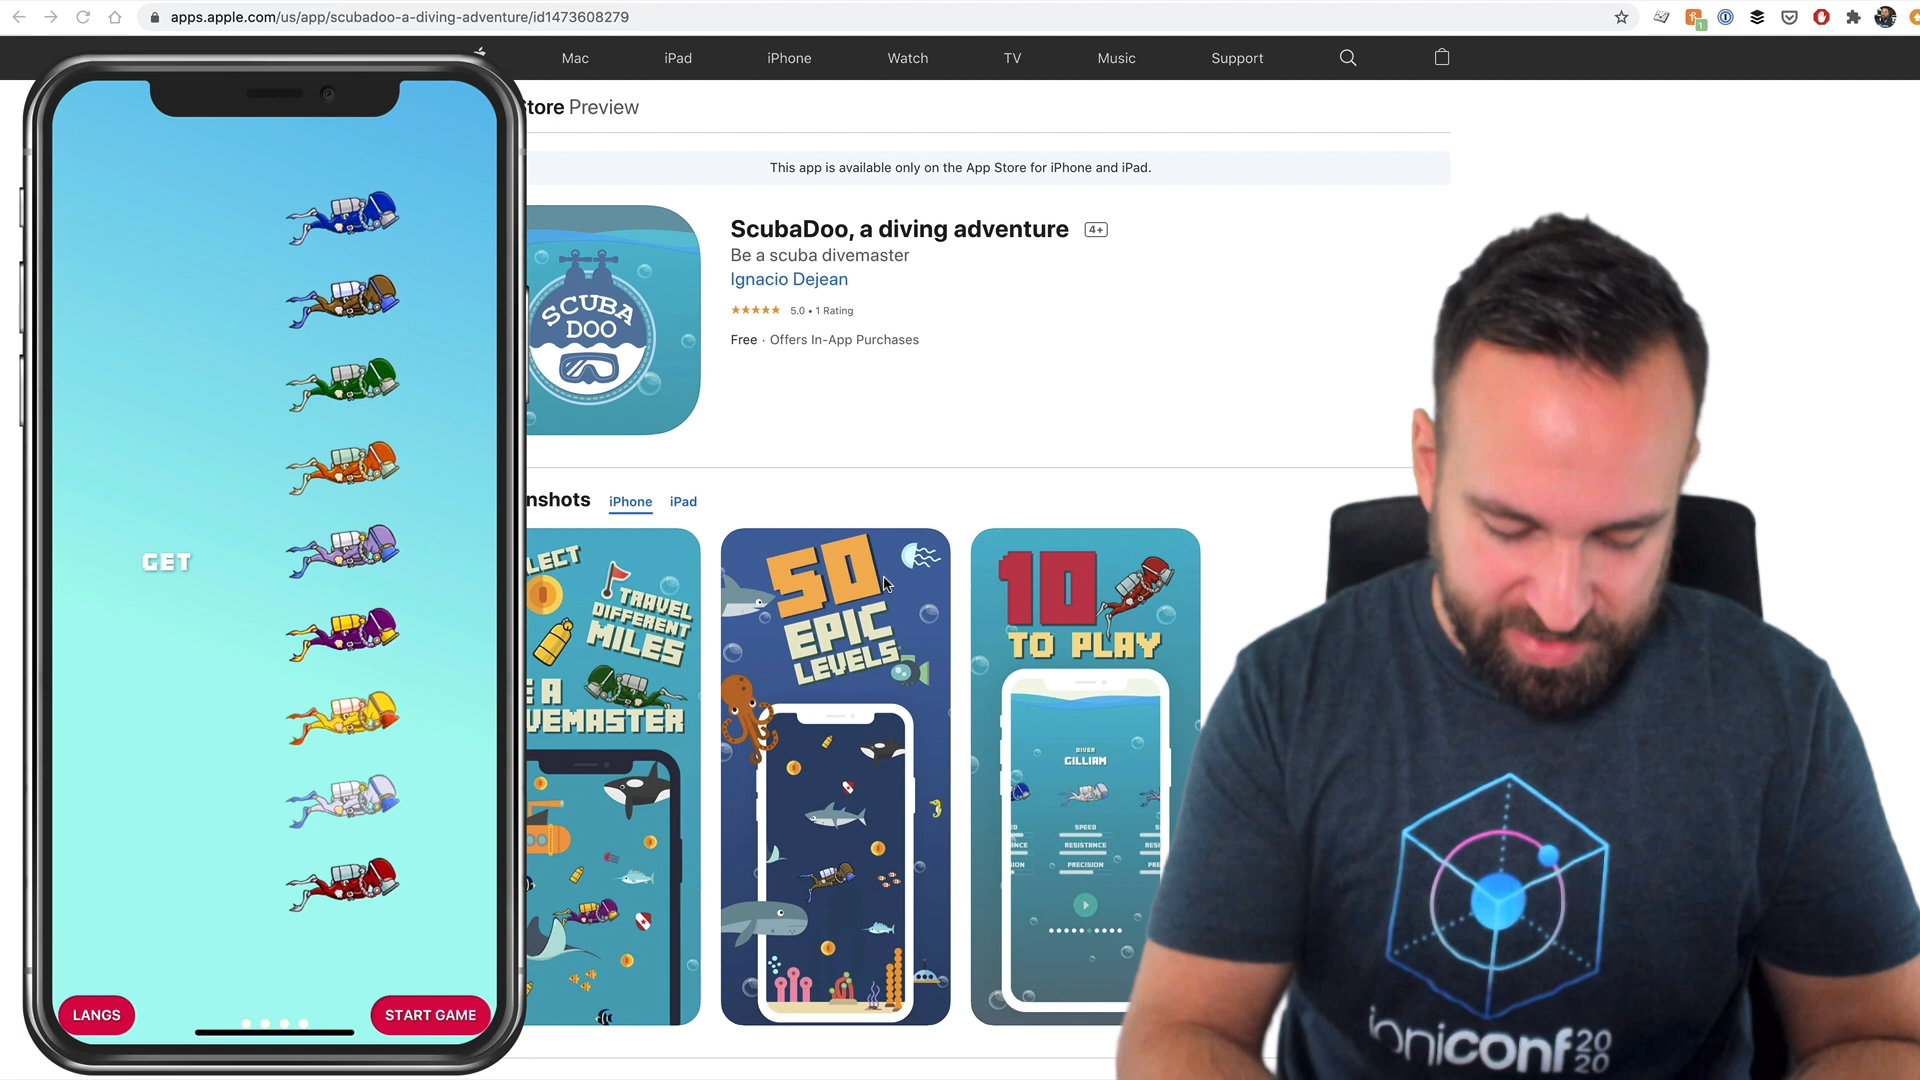 apps.apple.com/us/app/scubadoo-a-diving-adventure/id1473608279
Mac iPad iPhone Watch TV Music Support
Store Preview
This app is available only on the App Store for iPhone and iPad.
ScubaDoo, a diving adventure 4+
Be a scuba divemaster
Ignacio Dejean
★★★★★ 5.0 • 1 Rating
Free · Offers In-App Purchases
SCUBA
DOO
nshots iPhone iPad
GET
LANGS
START GAME
LECT
TRAVEL
DIFFERENT
MILES
E A
VEMASTER
50
EPIC
LEVELS
10
TO PLAY
DIVER
GILLIAM
SPEED
RESISTANCE
PRECISION
ioniconf 20
20